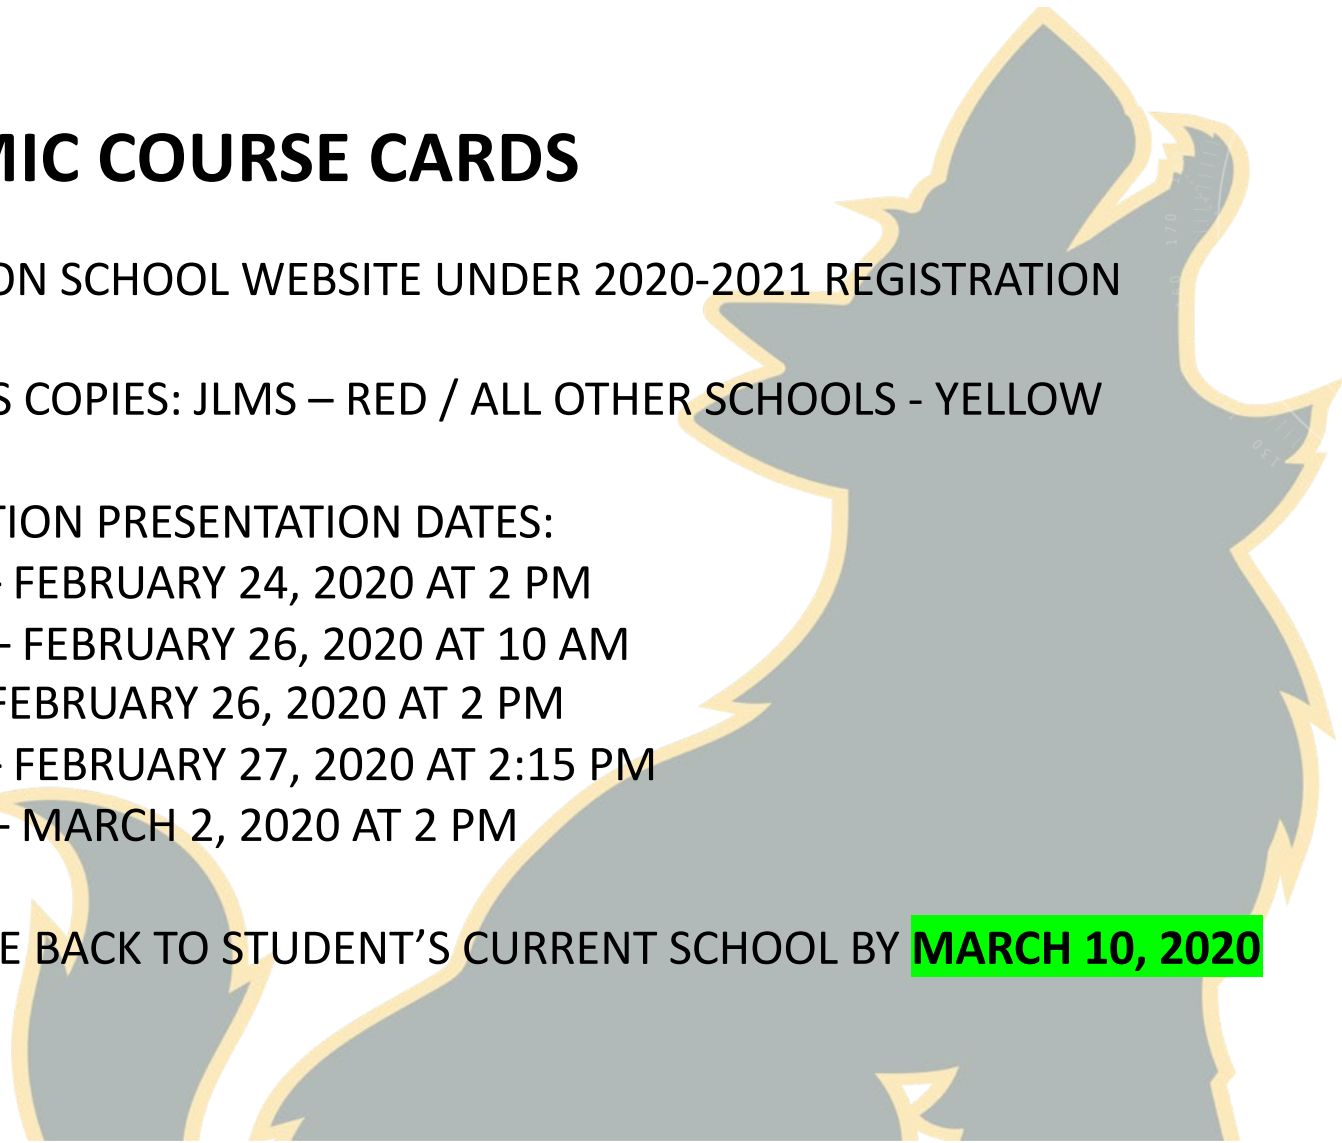 MIC COURSE CARDS
ON SCHOOL WEBSITE UNDER 2020-2021 REGISTRATION
S COPIES: JLMS – RED / ALL OTHER SCHOOLS - YELLOW
TION PRESENTATION DATES:
– FEBRUARY 24, 2020 AT 2 PM
– FEBRUARY 26, 2020 AT 10 AM
FEBRUARY 26, 2020 AT 2 PM
– FEBRUARY 27, 2020 AT 2:15 PM
– MARCH 2, 2020 AT 2 PM
E BACK TO STUDENT’S CURRENT SCHOOL BY MARCH 10, 2020
170
130